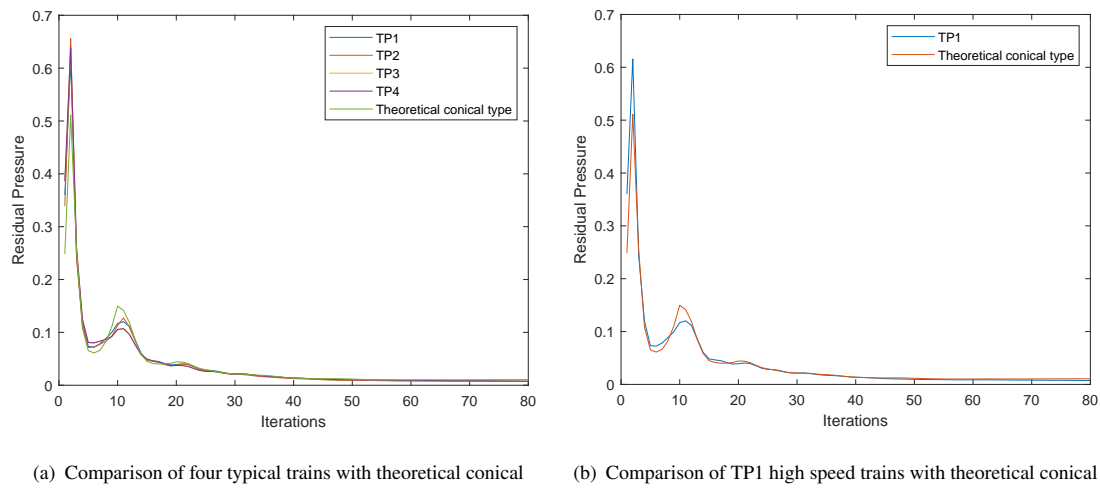 0.7
0.6
0.5
0.4
0.3
0.2
0.1
0
Residual Pressure
0 10 20 30 40 50 60 70 80
Iterations
TP1
TP2
TP3
TP4
Theoretical conical type
(a) Comparison of four typical trains with theoretical conical
0.7
0.6
0.5
0.4
0.3
0.2
0.1
0
Residual Pressure
0 10 20 30 40 50 60 70 80
Iterations
TP1
Theoretical conical type
(b) Comparison of TP1 high speed trains with theoretical conical